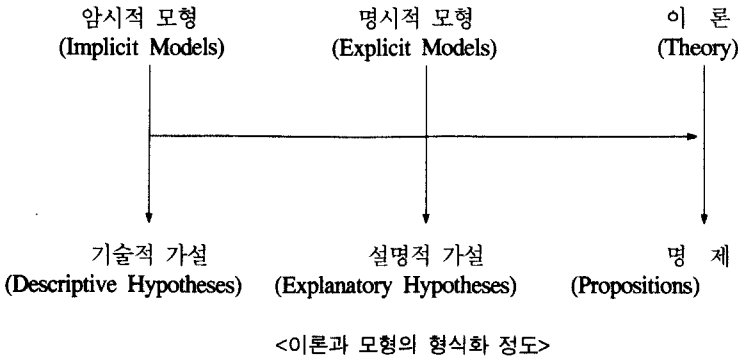 암시적 모형 명시적 모형 이 론
(Implicit Models) (Explicit Models) (Theory)
기술적 가설 설명적 가설 명 제
(Descriptive Hypotheses) (Explanatory Hypotheses) (Propositions)
<이론과 모형의 형식화 정도>